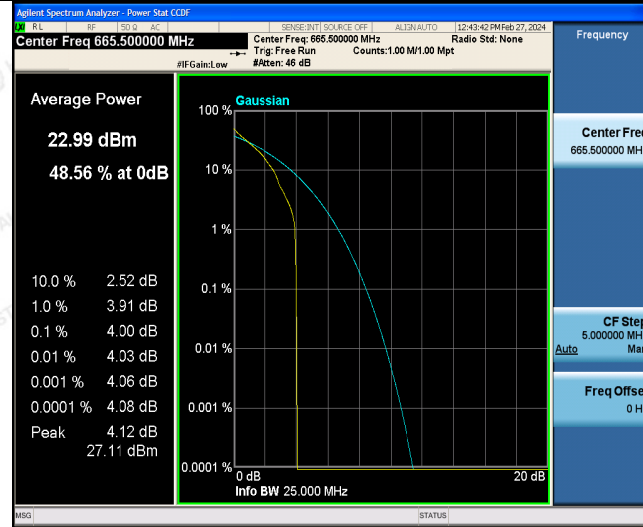 Agilent Spectrum Analyzer - Power Stat CCDF
RL RF 50 Ω AC SENSE:INT SOURCE OFF ALIGN AUTO 12:43:42 PM Feb 27, 2024
Center Freq 665.500000 MHz
Center Freq: 665.500000 MHz Radio Std: None
Trig: Free Run Counts:1.00 M/1.00 Mpt
#IFGain:Low #Atten: 46 dB
Frequency
Average Power
22.99 dBm
48.56 % at 0dB
10.0 % 2.52 dB
1.0 % 3.91 dB
0.1 % 4.00 dB
0.01 % 4.03 dB
0.001 % 4.06 dB
0.0001 % 4.08 dB
Peak 4.12 dB
27.11 dBm
Gaussian
100 %
10 %
1 %
0.1 %
0.01 %
0.001 %
0.0001 %
0 dB 20 dB
Info BW 25.000 MHz
Center Fre
665.500000 MH
CF Step
5.000000 MH
Auto Ma
Freq Offse
0 H
MSG STATUS